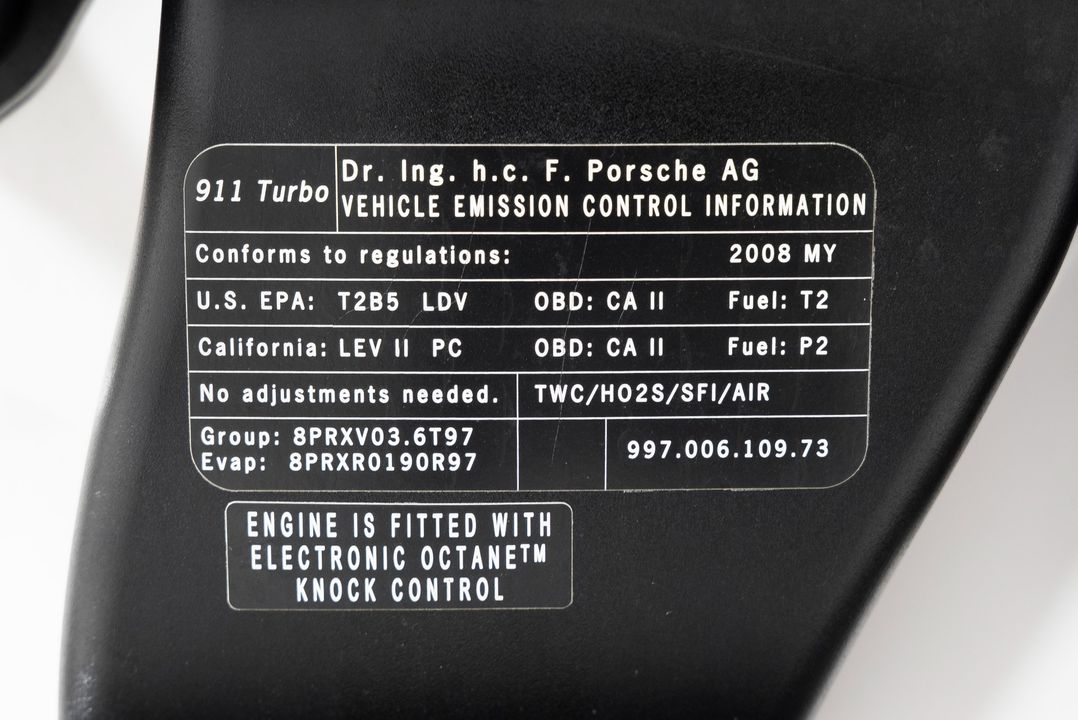 911 Turbo
Dr. Ing. h.c. F. Porsche AG
VEHICLE EMISSION CONTROL INFORMATION
Conforms to regulations: 2008 MY
U.S. EPA: T2B5 LDV OBD: CA II Fuel: T2
California: LEV II PC OBD: CA II Fuel: P2
No adjustments needed. TWC/HO2S/SFI/AIR
Group: 8PRXV03.6T97
Evap: 8PRXR0190R97
997.006.109.73
ENGINE IS FITTED WITH
ELECTRONIC OCTANE™
KNOCK CONTROL